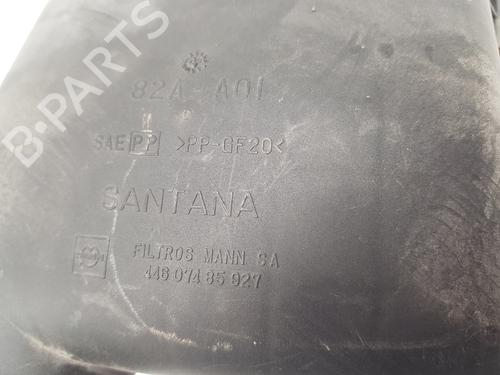 B-PARTS
82A A01
SAE PP >PP-GF20<
SANTANA
FILTROS MANN SA
446 074 85 927